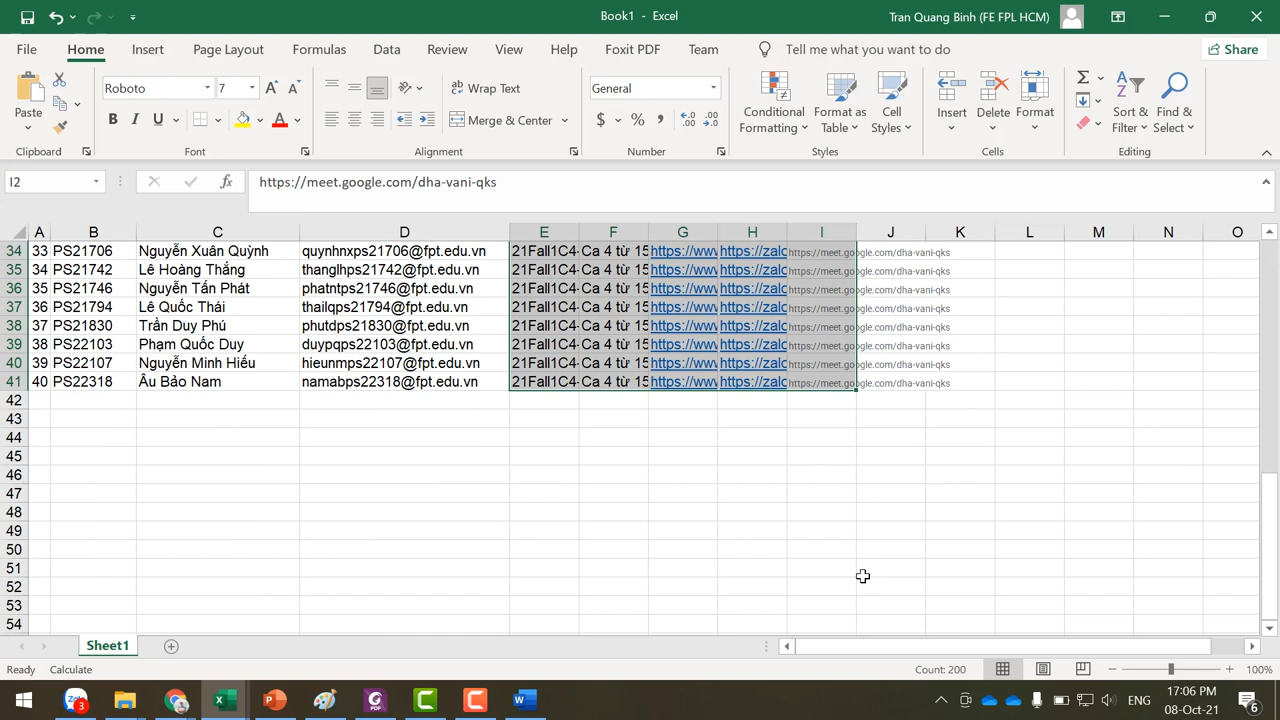 Book1 - Excel
Tran Quang Binh (FE FPL HCM)
File Home Insert Page Layout Formulas Data Review View Help Foxit PDF Team Tell me what you want to do Share
Paste
Clipboard
Roboto 7
B I U A
Font
Wrap Text
Merge & Center
Alignment
General
$ % ,
Number
Conditional Formatting
Format as Table
Cell Styles
Styles
Insert Delete Format
Cells
Sort & Filter
Find & Select
Editing
I2 fx https://meet.google.com/dha-vani-qks
A B C D E F G H I J K L M N O
34 33 PS21706 Nguyễn Xuân Quỳnh quynhnxps21706@fpt.edu.vn 21Fall1C4- Ca 4 từ 15 https://www https://zalo https://meet.google.com/dha-vani-qks
35 34 PS21742 Lê Hoàng Thắng thanglhps21742@fpt.edu.vn 21Fall1C4- Ca 4 từ 15 https://www https://zalo https://meet.google.com/dha-vani-qks
36 35 PS21746 Nguyễn Tấn Phát phatntps21746@fpt.edu.vn 21Fall1C4- Ca 4 từ 15 https://www https://zalo https://meet.google.com/dha-vani-qks
37 36 PS21794 Lê Quốc Thái thailqps21794@fpt.edu.vn 21Fall1C4- Ca 4 từ 15 https://www https://zalo https://meet.google.com/dha-vani-qks
38 37 PS21830 Trần Duy Phú phutdps21830@fpt.edu.vn 21Fall1C4- Ca 4 từ 15 https://www https://zalo https://meet.google.com/dha-vani-qks
39 38 PS22103 Phạm Quốc Duy duypqps22103@fpt.edu.vn 21Fall1C4- Ca 4 từ 15 https://www https://zalo https://meet.google.com/dha-vani-qks
40 39 PS22107 Nguyễn Minh Hiếu hieunmps22107@fpt.edu.vn 21Fall1C4- Ca 4 từ 15 https://www https://zalo https://meet.google.com/dha-vani-qks
41 40 PS22318 Âu Bảo Nam namabps22318@fpt.edu.vn 21Fall1C4- Ca 4 từ 15 https://www https://zalo https://meet.google.com/dha-vani-qks
42
43
44
45
46
47
48
49
50
51
52
53
54
Sheet1
Ready Calculate Count: 200 100%
ENG
17:06 PM
08-Oct-21
6